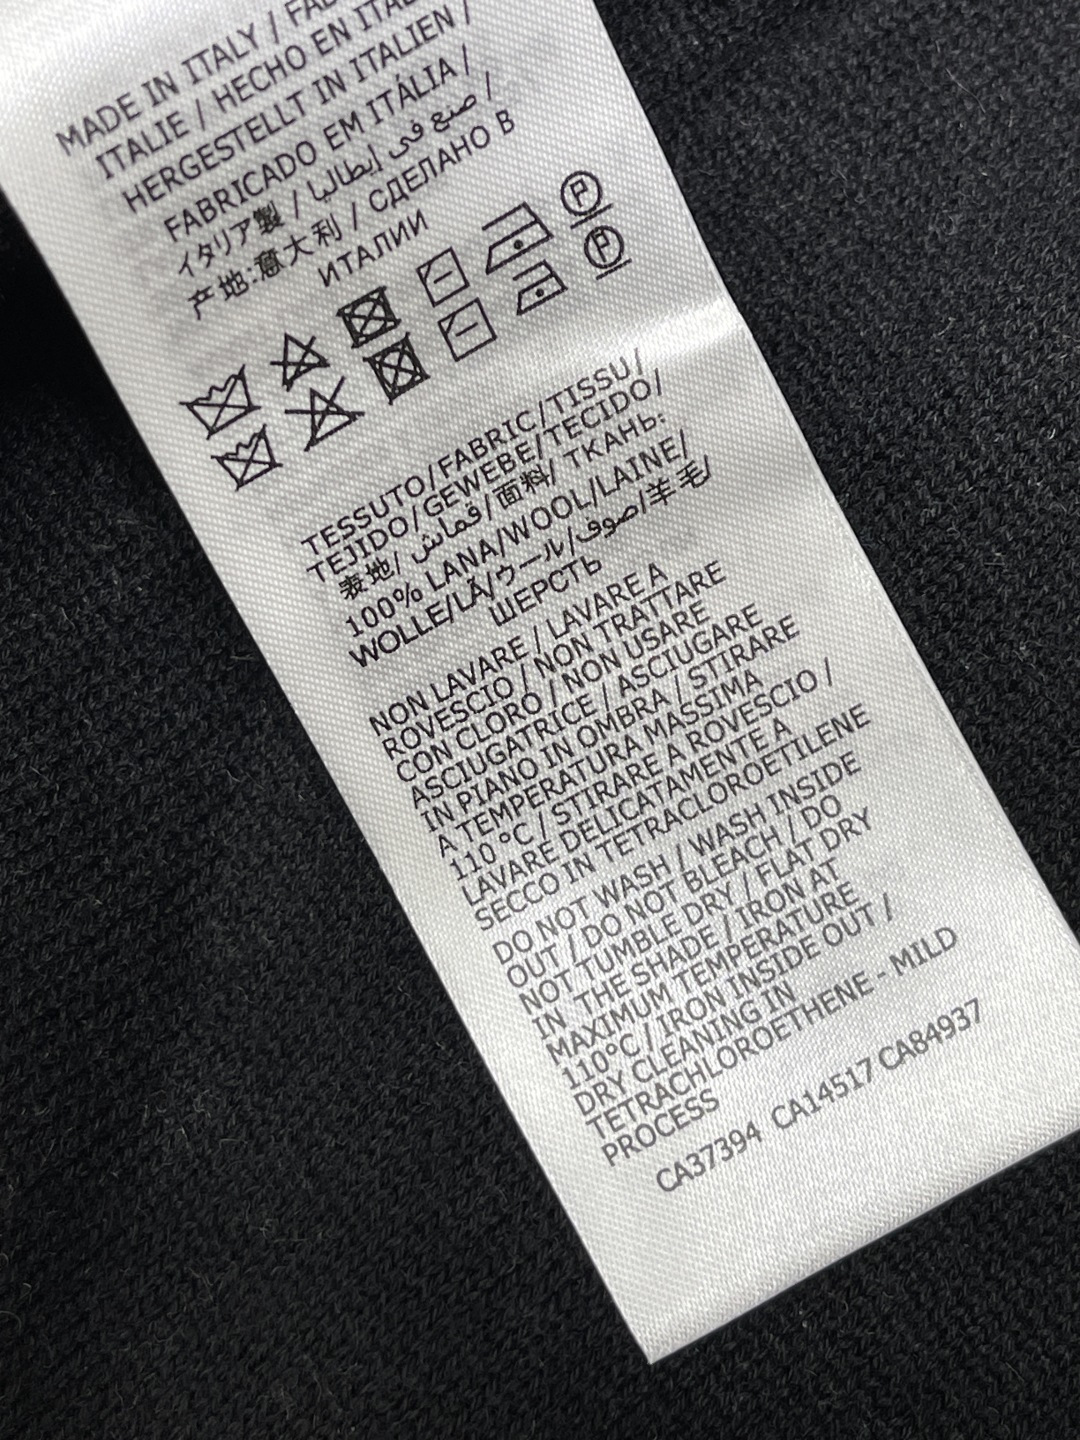 MADE IN ITALY /
ITALIE / HECHO EN
HERGESTELLT IN ITALIEN /
FABRICADO EM ITÁLIA /
イタリア製 / صنع في إيطاليا /
产地:意大利 / СДЕЛАНО В
ИТАЛИИ
P
P
TESSUTO/FABRIC/TISSU/
TEJIDO/GEWEBE/TECIDO/
表地/ قماش/面料/ ТКАНЬ:
100% LANA/WOOL/LAINE/
WOLLE/LÃ/ウール/صوف/羊毛/
ШЕРСТЬ
NON LAVARE / LAVARE A
ROVESCIO / NON TRATTARE
CON CLORO / NON USARE
ASCIUGATRICE / ASCIUGARE
IN PIANO IN OMBRA / STIRARE
A TEMPERATURA MASSIMA
110 °C / STIRARE A ROVESCIO /
LAVARE DELICATAMENTE A
SECCO IN TETRACLOROETILENE
DO NOT WASH / WASH INSIDE
OUT / DO NOT BLEACH / DO
NOT TUMBLE DRY / FLAT DRY
IN THE SHADE / IRON AT
MAXIMUM TEMPERATURE
110°C / IRON INSIDE OUT /
DRY CLEANING IN
TETRACHLOROETHENE - MILD
PROCESS
CA37394 CA14517 CA84937